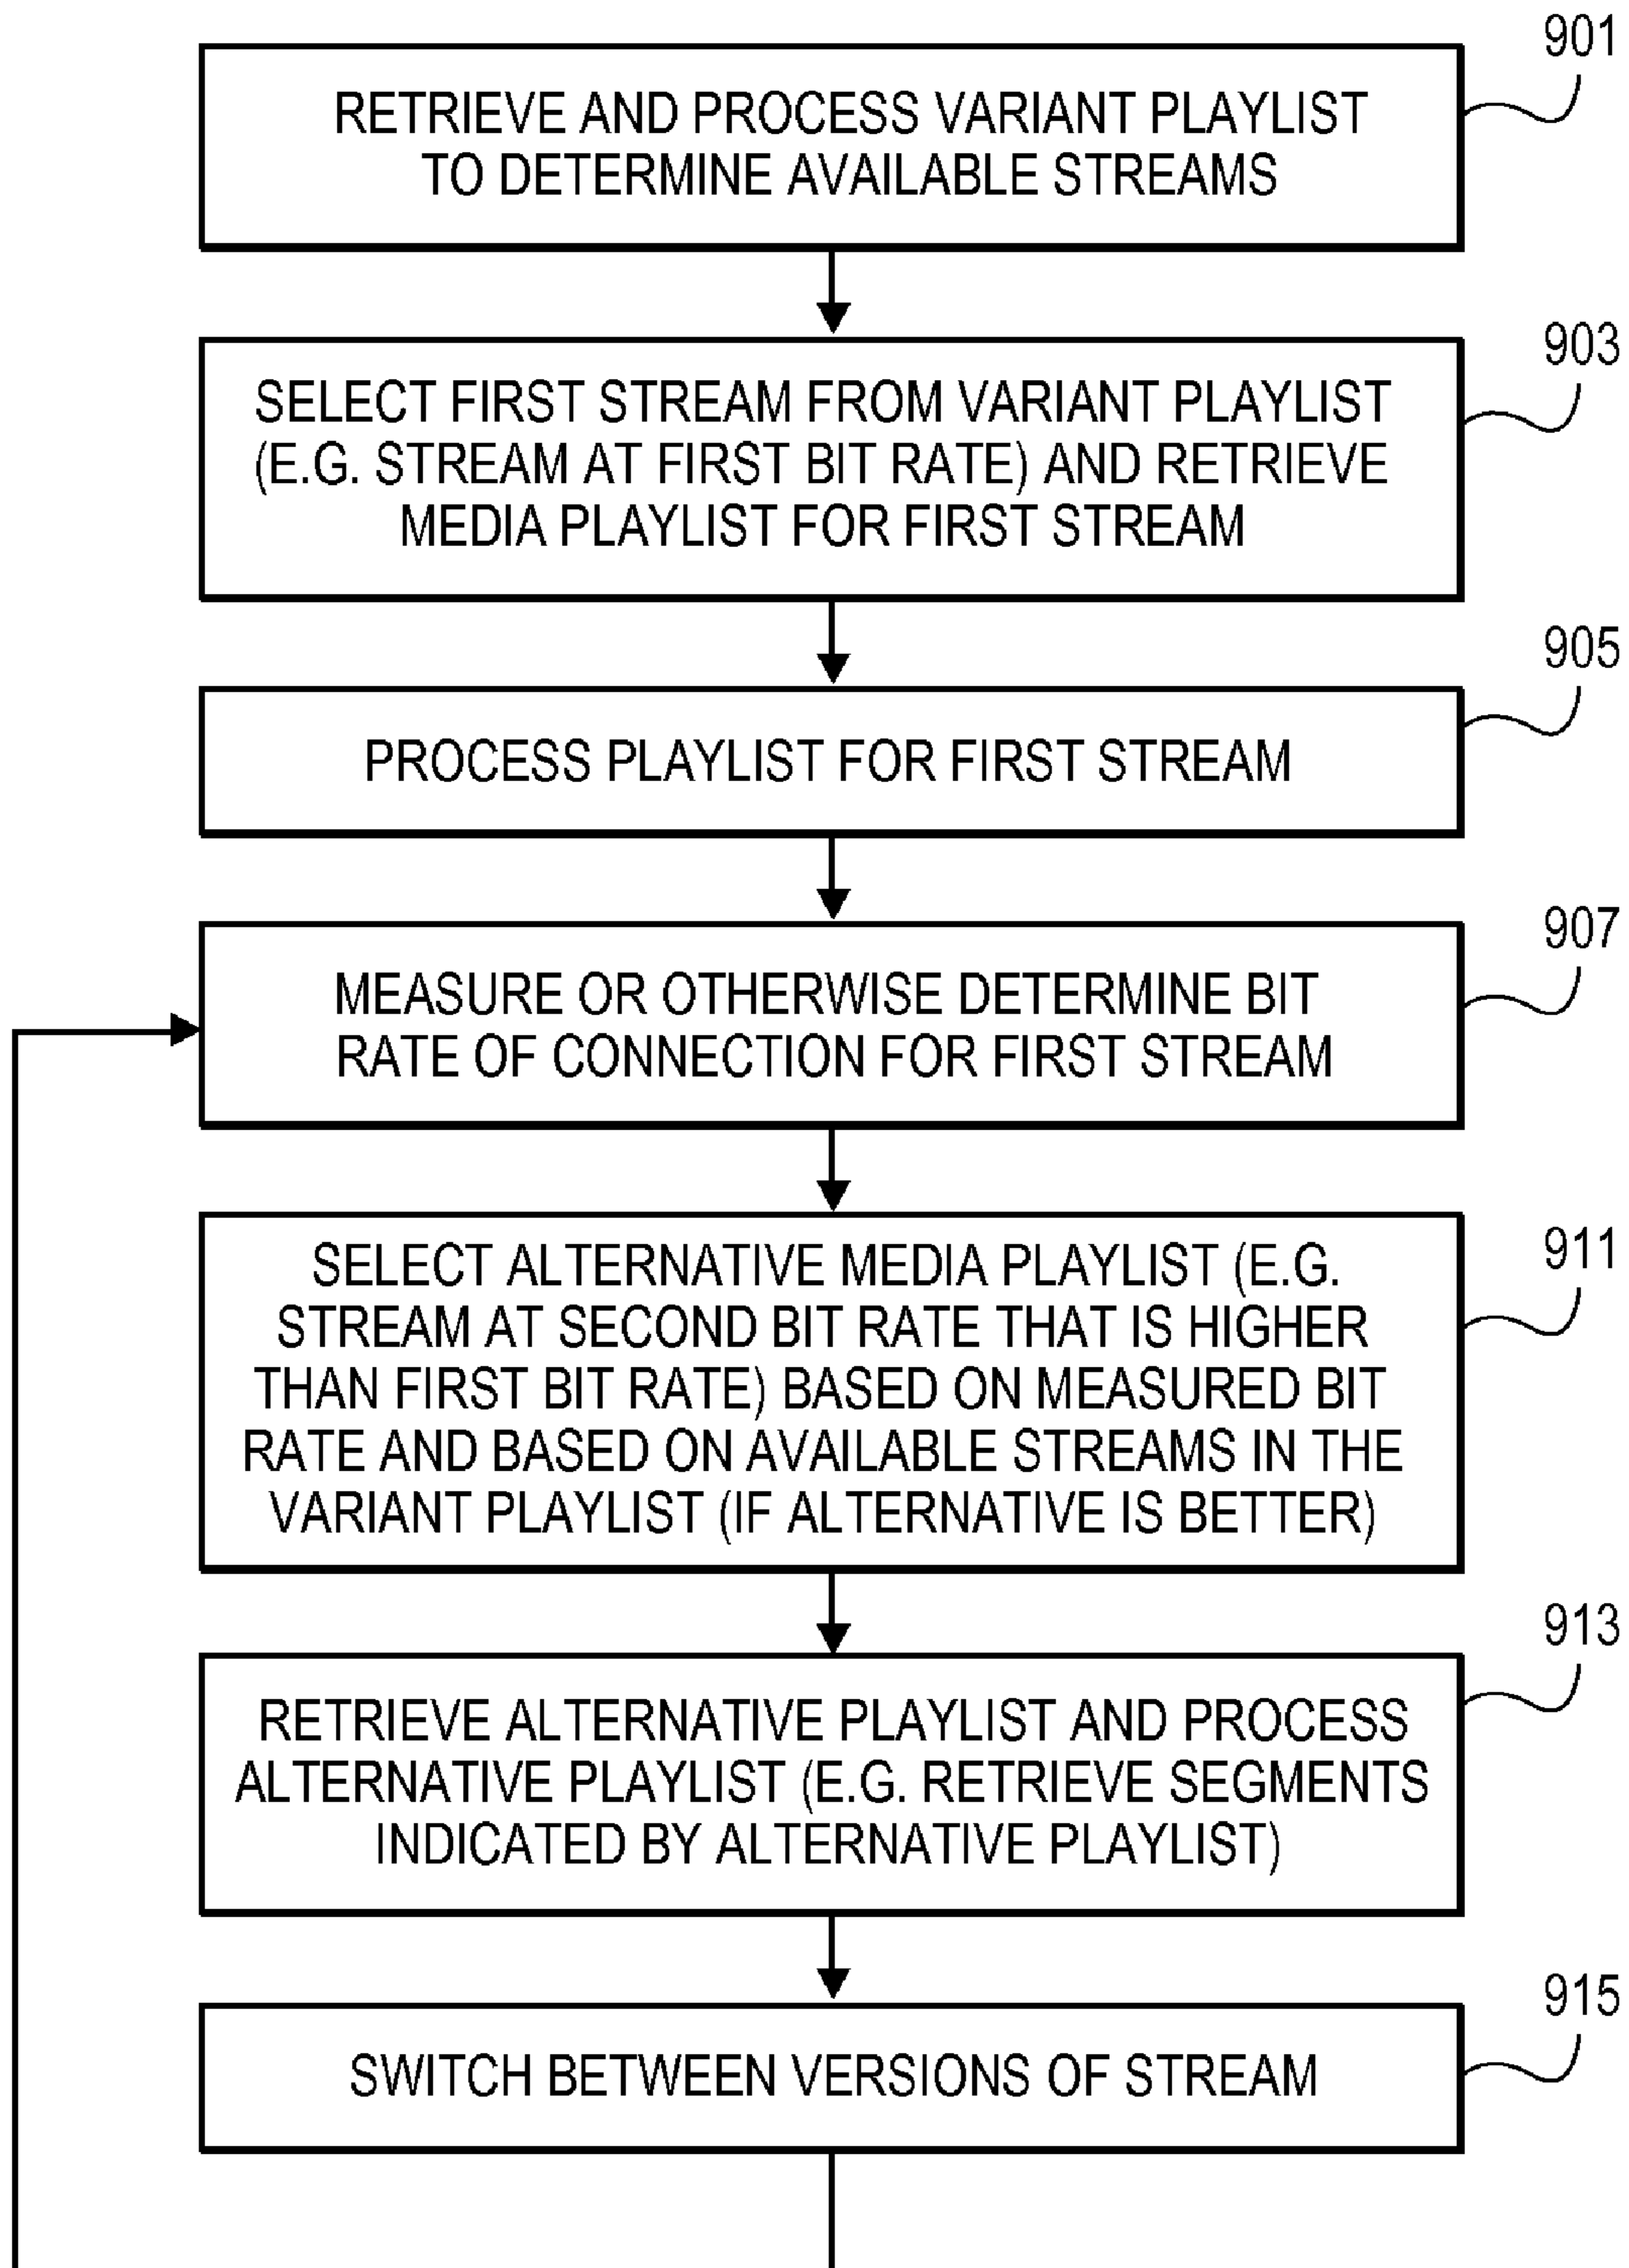 901
RETRIEVE AND PROCESS VARIANT PLAYLIST
TO DETERMINE AVAILABLE STREAMS
903
SELECT FIRST STREAM FROM VARIANT PLAYLIST
(E.G. STREAM AT FIRST BIT RATE) AND RETRIEVE
MEDIA PLAYLIST FOR FIRST STREAM
905
PROCESS PLAYLIST FOR FIRST STREAM
907
MEASURE OR OTHERWISE DETERMINE BIT
RATE OF CONNECTION FOR FIRST STREAM
911
SELECT ALTERNATIVE MEDIA PLAYLIST (E.G.
STREAM AT SECOND BIT RATE THAT IS HIGHER
THAN FIRST BIT RATE) BASED ON MEASURED BIT
RATE AND BASED ON AVAILABLE STREAMS IN THE
VARIANT PLAYLIST (IF ALTERNATIVE IS BETTER)
913
RETRIEVE ALTERNATIVE PLAYLIST AND PROCESS
ALTERNATIVE PLAYLIST (E.G. RETRIEVE SEGMENTS
INDICATED BY ALTERNATIVE PLAYLIST)
915
SWITCH BETWEEN VERSIONS OF STREAM